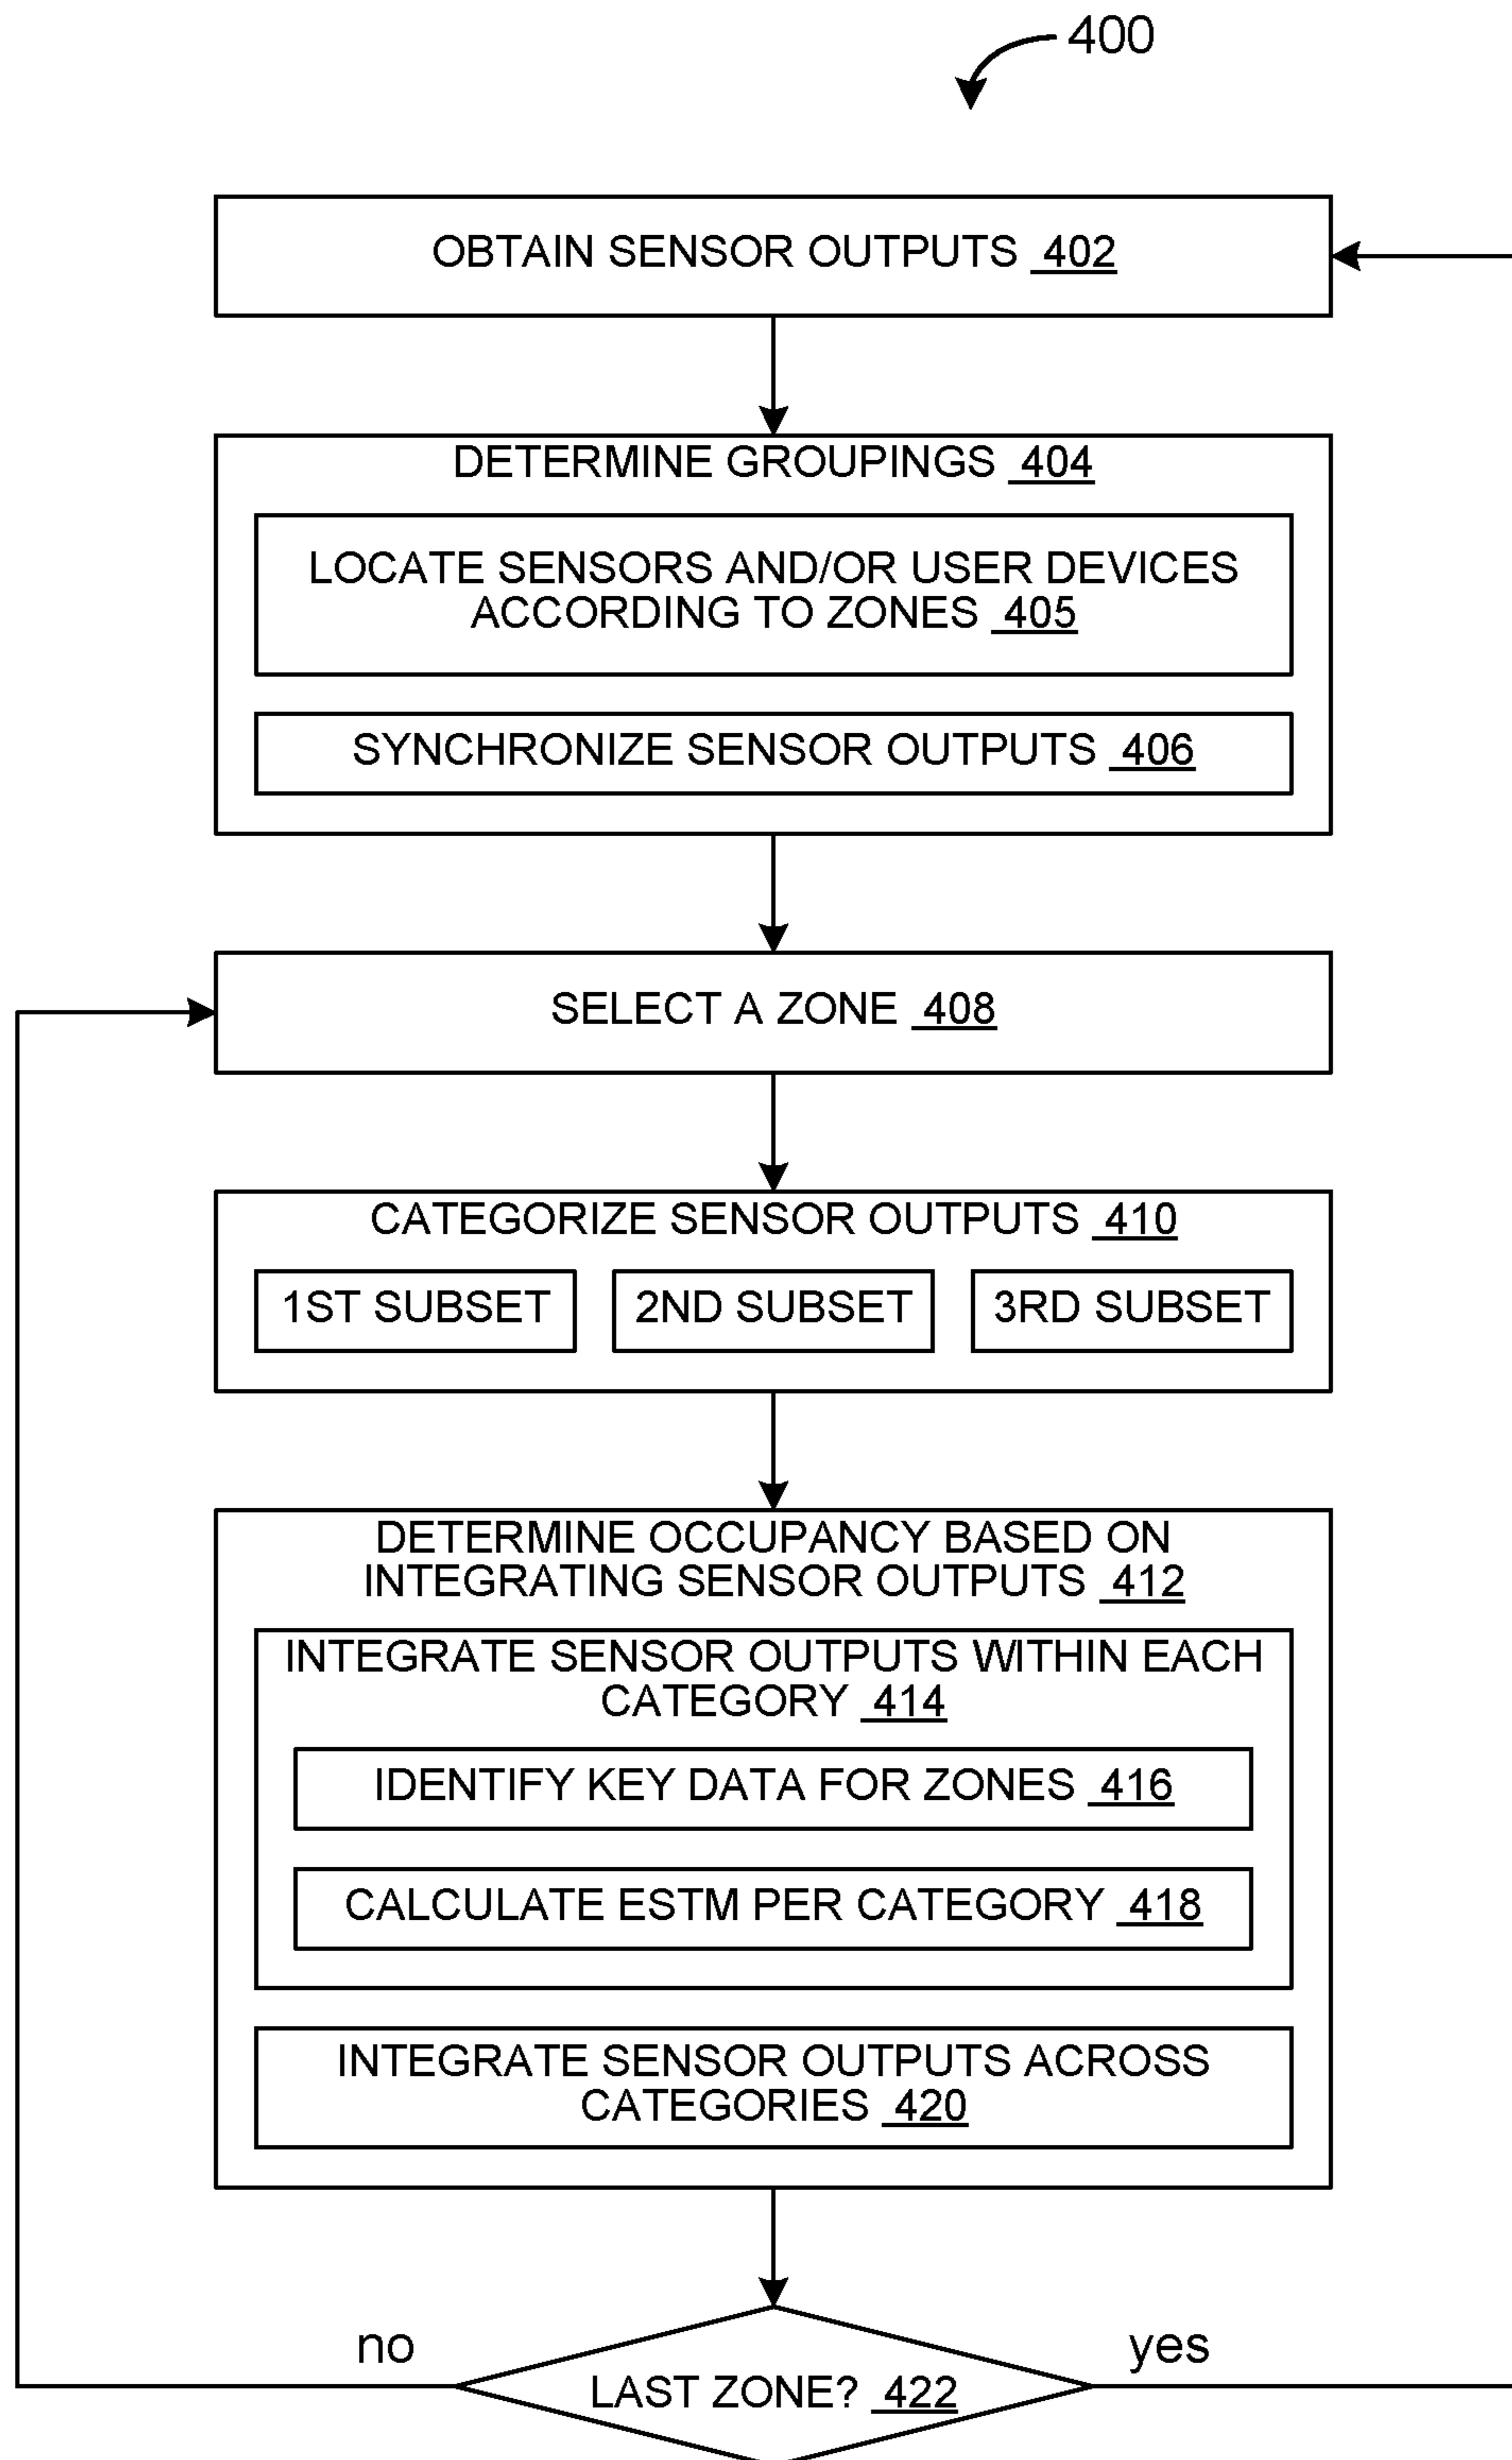 400
OBTAIN SENSOR OUTPUTS 402
DETERMINE GROUPINGS 404
LOCATE SENSORS AND/OR USER DEVICES
ACCORDING TO ZONES 405
SYNCHRONIZE SENSOR OUTPUTS 406
SELECT A ZONE 408
CATEGORIZE SENSOR OUTPUTS 410
1ST SUBSET 2ND SUBSET 3RD SUBSET
DETERMINE OCCUPANCY BASED ON
INTEGRATING SENSOR OUTPUTS 412
INTEGRATE SENSOR OUTPUTS WITHIN EACH
CATEGORY 414
IDENTIFY KEY DATA FOR ZONES 416
CALCULATE ESTM PER CATEGORY 418
INTEGRATE SENSOR OUTPUTS ACROSS
CATEGORIES 420
no yes
LAST ZONE? 422